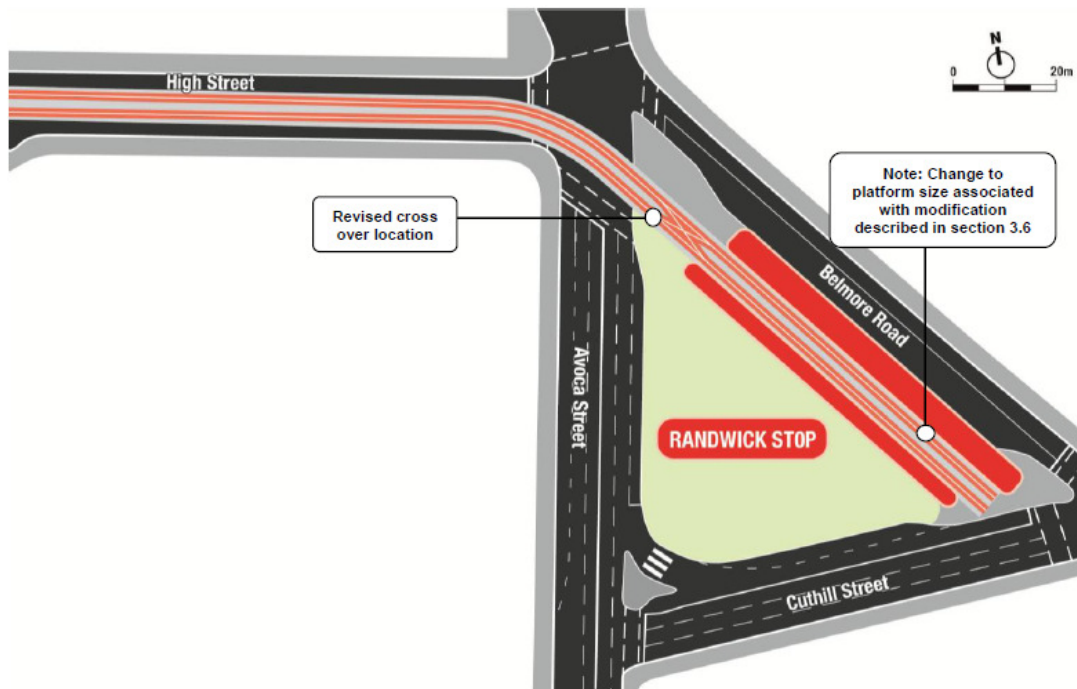 High Street
N
0 20m
Revised cross
over location
Note: Change to
platform size associated
with modification
described in section 3.6
Belmore Road
Avoca Street
RANDWICK STOP
Cuthill Street